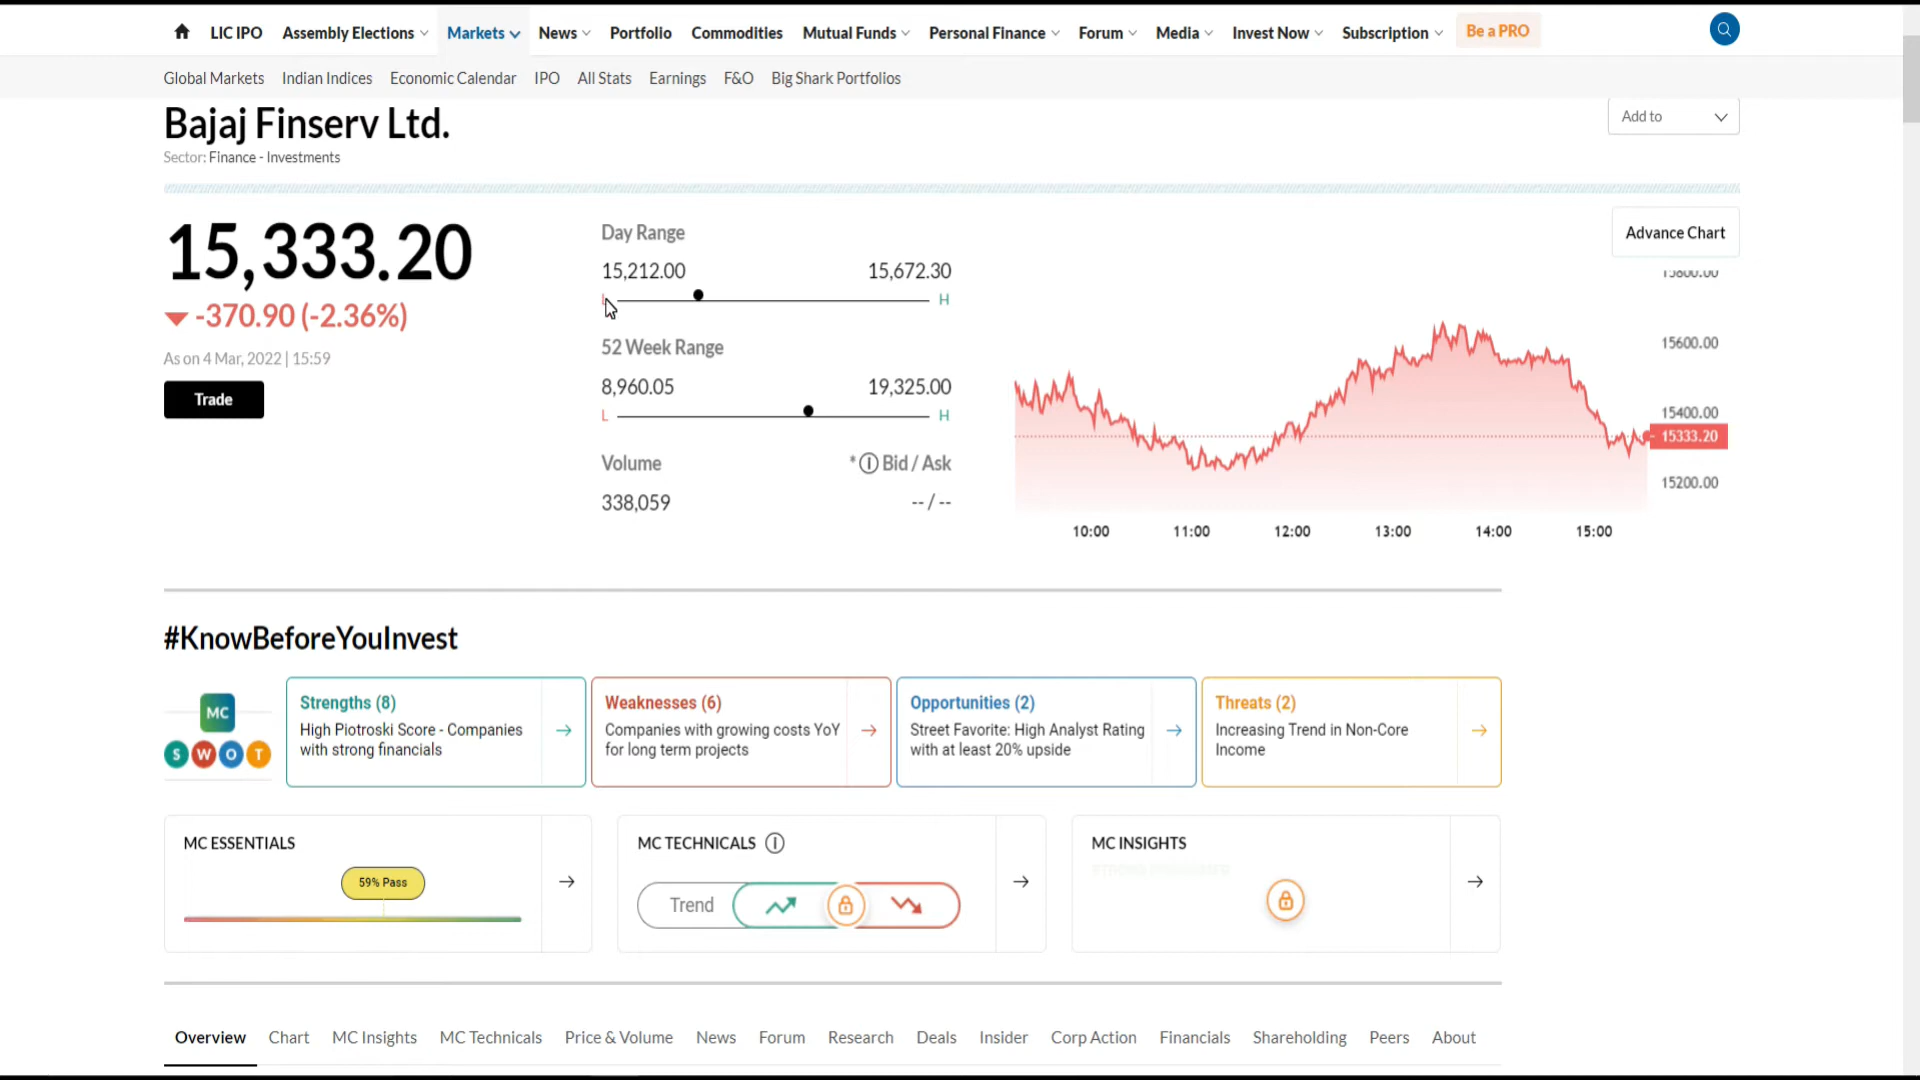 LIC IPO Assembly Elections Markets News Portfolio Commodities Mutual Funds Personal Finance Forum Media Invest Now Subscription Be a PRO
Global Markets Indian Indices Economic Calendar IPO All Stats Earnings F&O Big Shark Portfolios
Bajaj Finserv Ltd.
Add to
Sector: Finance - Investments
15,333.20
-370.90 (-2.36%)
As on 4 Mar, 2022 | 15:59
Trade
Day Range
15,212.00 15,672.30
L H
52 Week Range
8,960.05 19,325.00
L H
Volume * Bid / Ask
338,059 -- / --
Advance Chart
15800.00
15600.00
15400.00
15333.20
15200.00
10:00 11:00 12:00 13:00 14:00 15:00
#KnowBeforeYouInvest
MC
S W O T
Strengths (8)
High Piotroski Score - Companies
with strong financials
Weaknesses (6)
Companies with growing costs YoY
for long term projects
Opportunities (2)
Street Favorite: High Analyst Rating
with at least 20% upside
Threats (2)
Increasing Trend in Non-Core
Income
MC ESSENTIALS
59% Pass
MC TECHNICALS
Trend
MC INSIGHTS
Overview Chart MC Insights MC Technicals Price & Volume News Forum Research Deals Insider Corp Action Financials Shareholding Peers About